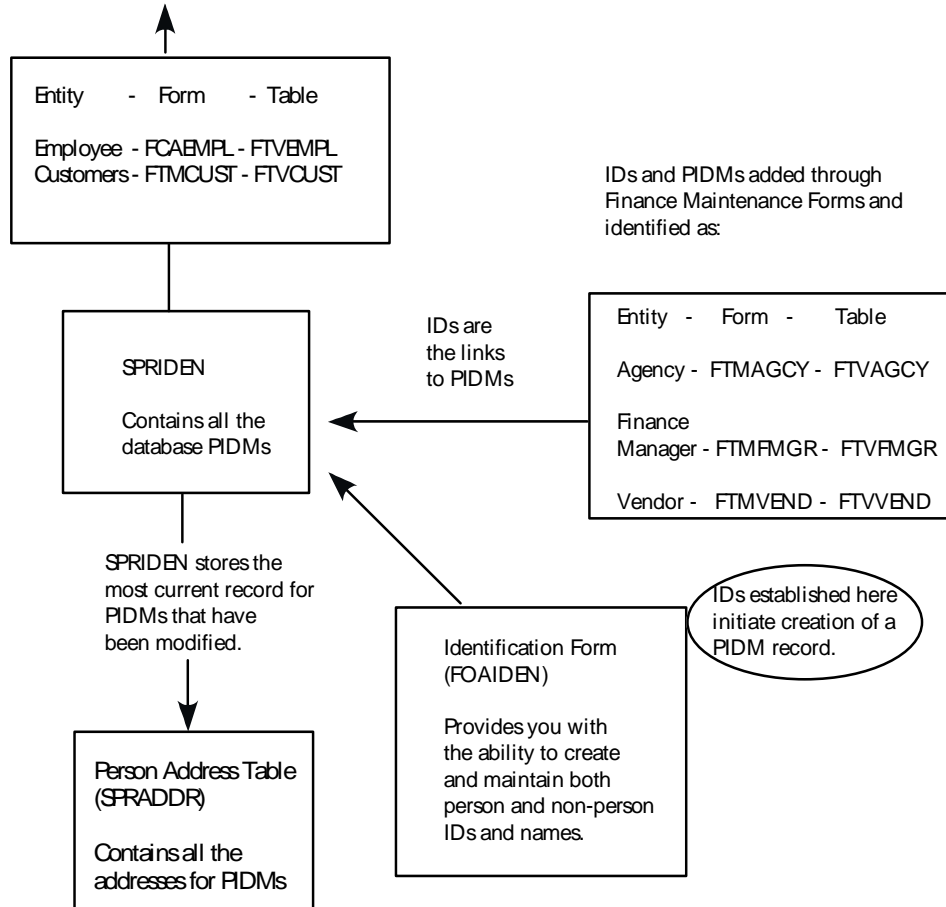 Entity - Form - Table
Employee - FCAEMPL - FTVEMPL
Customers - FTMCUST - FTVCUST
IDs and PIDMs added through
Finance Maintenance Forms and
identified as:
SPRIDEN
Contains all the
database PIDMs
IDs are
the links
to PIDMs
Entity - Form - Table
Agency - FTMAGCY - FTVAGCY
Finance
Manager - FTMFMGR - FTVFMGR
Vendor - FTMVEND - FTVVEND
SPRIDEN stores the
most current record for
PIDMs that have
been modified.
IDs established here
initiate creation of a
PIDM record.
Identification Form
(FOAIDEN)
Provides you with
the ability to create
and maintain both
person and non-person
IDs and names.
Person Address Table
(SPRADDR)
Contains all the
addresses for PIDMs